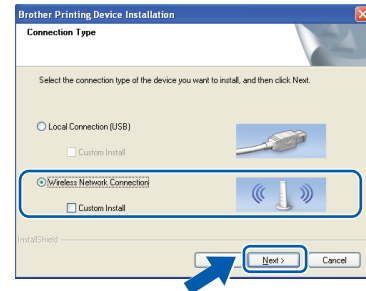 Brother Printing Device Installation
Connection Type
Select the connection type of the device you want to install, and then click Next.
Local Connection (USB)
Custom Install
Wireless Network Connection
Custom Install
InstallShield
Next >
Cancel